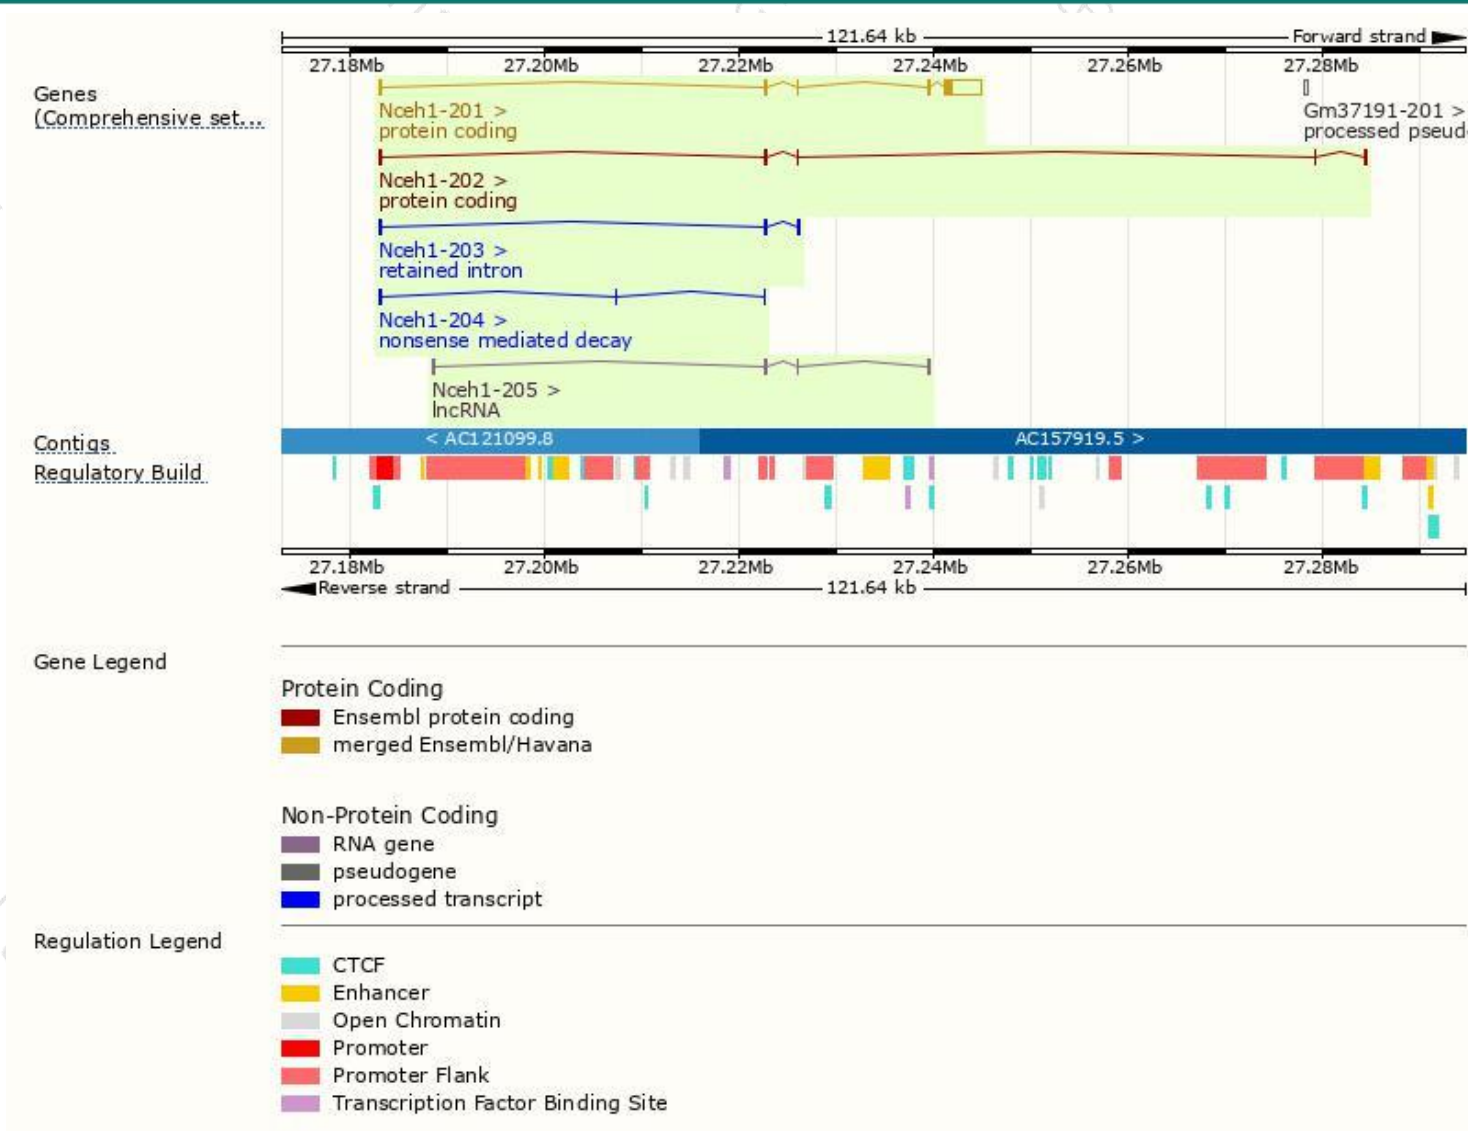 121.64 kb Forward strand
27.18Mb 27.20Mb 27.22Mb 27.24Mb 27.26Mb 27.28Mb
Genes
(Comprehensive set...
Nceh1-201 >
protein coding
Gm37191-201 >
processed pseud
Nceh1-202 >
protein coding
Nceh1-203 >
retained intron
Nceh1-204 >
nonsense mediated decay
Nceh1-205 >
lncRNA
Contigs
< AC121099.8 AC157919.5 >
Regulatory Build
27.18Mb 27.20Mb 27.22Mb 27.24Mb 27.26Mb 27.28Mb
Reverse strand 121.64 kb
Gene Legend
Protein Coding
Ensembl protein coding
merged Ensembl/Havana
Non-Protein Coding
RNA gene
pseudogene
processed transcript
Regulation Legend
CTCF
Enhancer
Open Chromatin
Promoter
Promoter Flank
Transcription Factor Binding Site